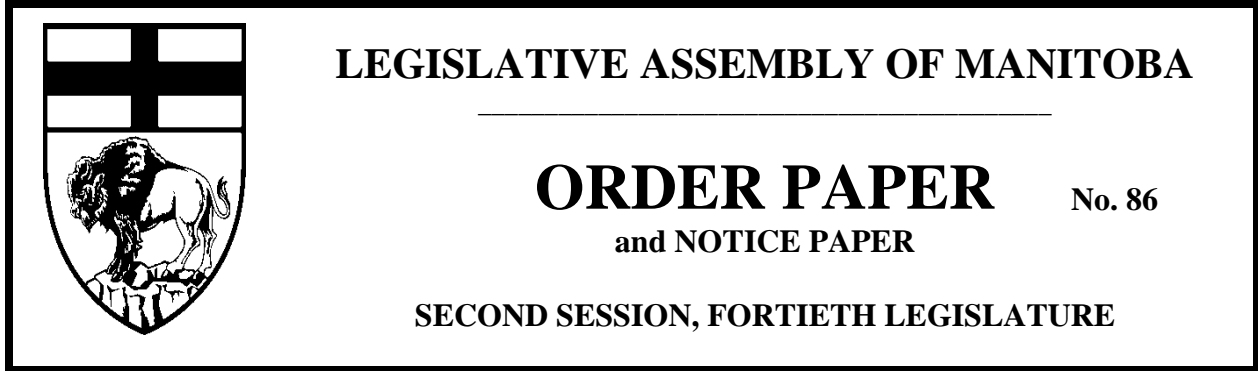 LEGISLATIVE ASSEMBLY OF MANITOBA
ORDER PAPER No. 86
and NOTICE PAPER
SECOND SESSION, FORTIETH LEGISLATURE